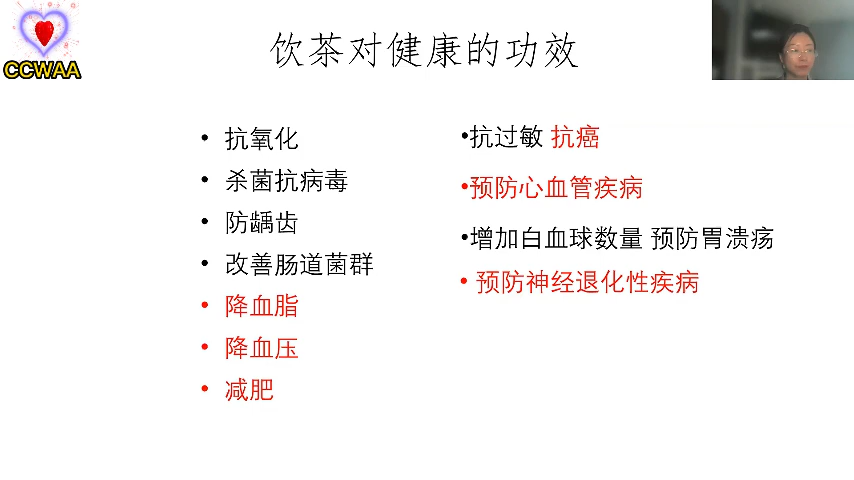 CCWAA
饮茶对健康的功效
• 抗氧化
• 杀菌抗病毒
• 防龋齿
• 改善肠道菌群
• 降血脂
• 降血压
• 减肥
•抗过敏 抗癌
•预防心血管疾病
•增加白血球数量 预防胃溃疡
• 预防神经退化性疾病